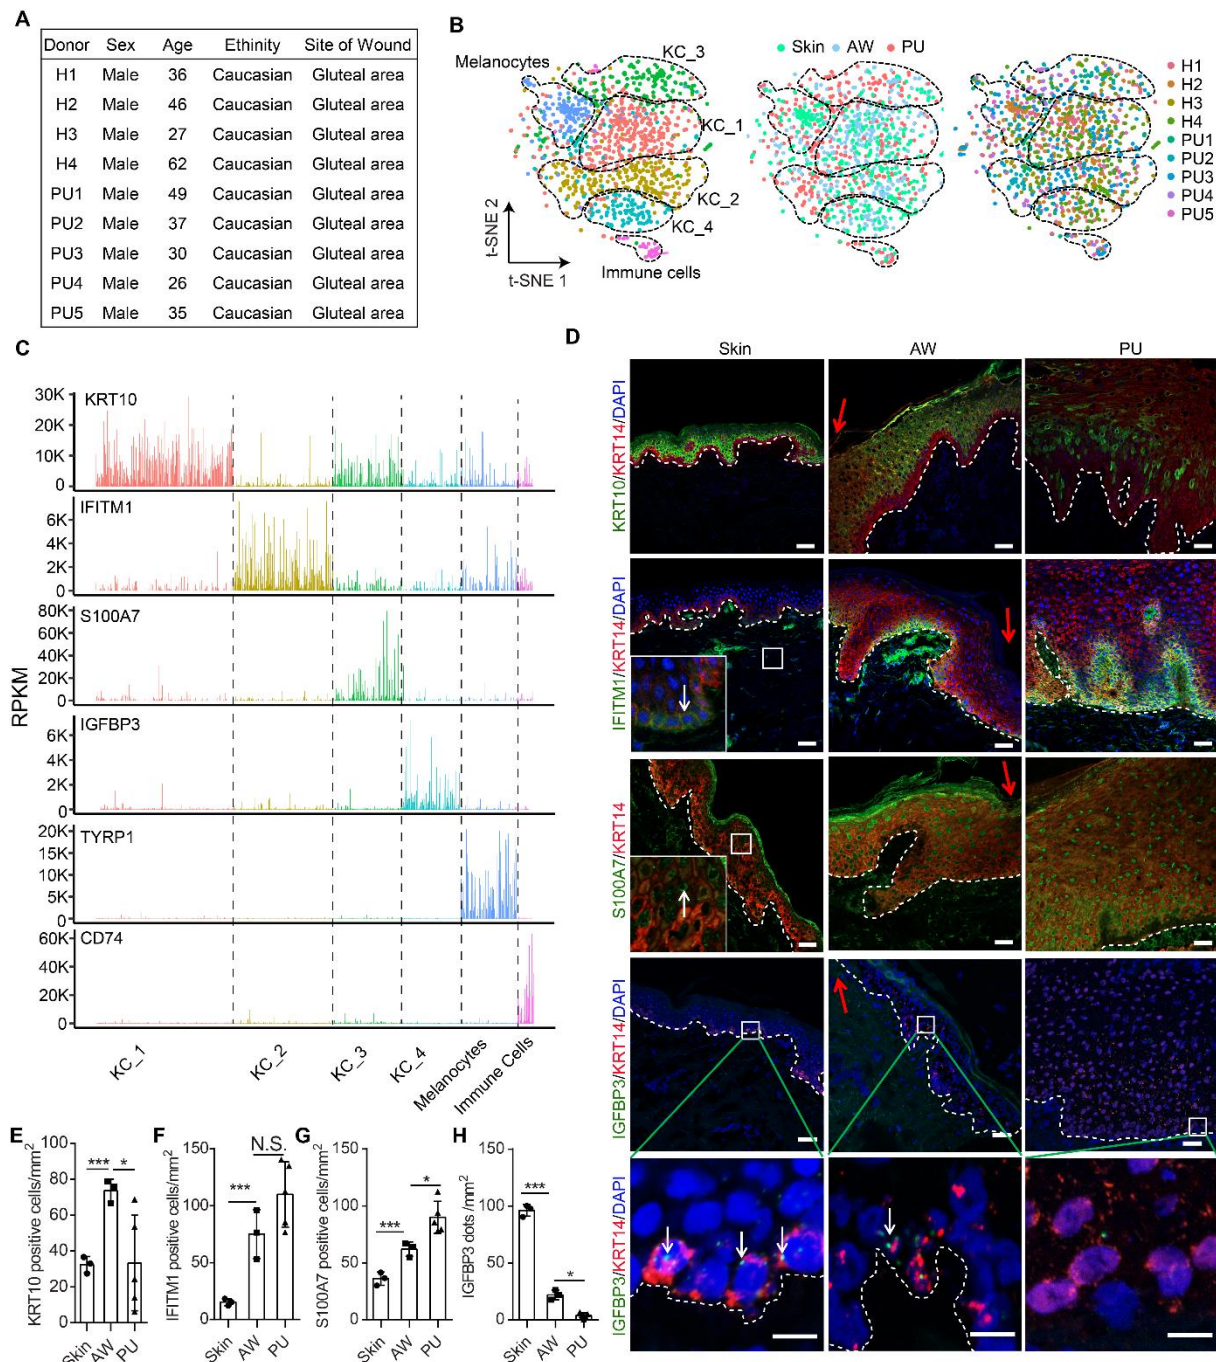 A
Donor Sex Age Ethinity Site of Wound
H1 Male 36 Caucasian Gluteal area
H2 Male 46 Caucasian Gluteal area
H3 Male 27 Caucasian Gluteal area
H4 Male 62 Caucasian Gluteal area
PU1 Male 49 Caucasian Gluteal area
PU2 Male 37 Caucasian Gluteal area
PU3 Male 30 Caucasian Gluteal area
PU4 Male 26 Caucasian Gluteal area
PU5 Male 35 Caucasian Gluteal area
B
Melanocytes
KC_3
KC_1
KC_2
KC_4
Immune cells
t-SNE 2
t-SNE 1
Skin AW PU
H1
H2
H3
H4
PU1
PU2
PU3
PU4
PU5
C
RPKM
KRT10
30K
20K
10K
0
IFITM1
6K
4K
2K
0
S100A7
80K
60K
40K
20K
0
IGFBP3
6K
4K
2K
0
TYRP1
20K
15K
10K
5K
0
CD74
60K
40K
20K
0
KC_1
KC_2
KC_3
KC_4
Melanocytes
Immune Cells
D
Skin AW PU
KRT10/KRT14/DAPI
IFITM1/KRT14/DAPI
S100A7/KRT14
IGFBP3/KRT14/DAPI
IGFBP3/KRT14/DAPI
E
KRT10 positive cells/mm2
100
80
60
40
20
0
*** *
Skin AW PU
F
IFITM1 positive cells/mm2
150
100
50
0
*** N.S.
Skin AW PU
G
S100A7 positive cells/mm2
150
100
50
0
*** *
Skin AW PU
H
IGFBP3 dots /mm2
150
100
50
0
*** *
Skin AW PU